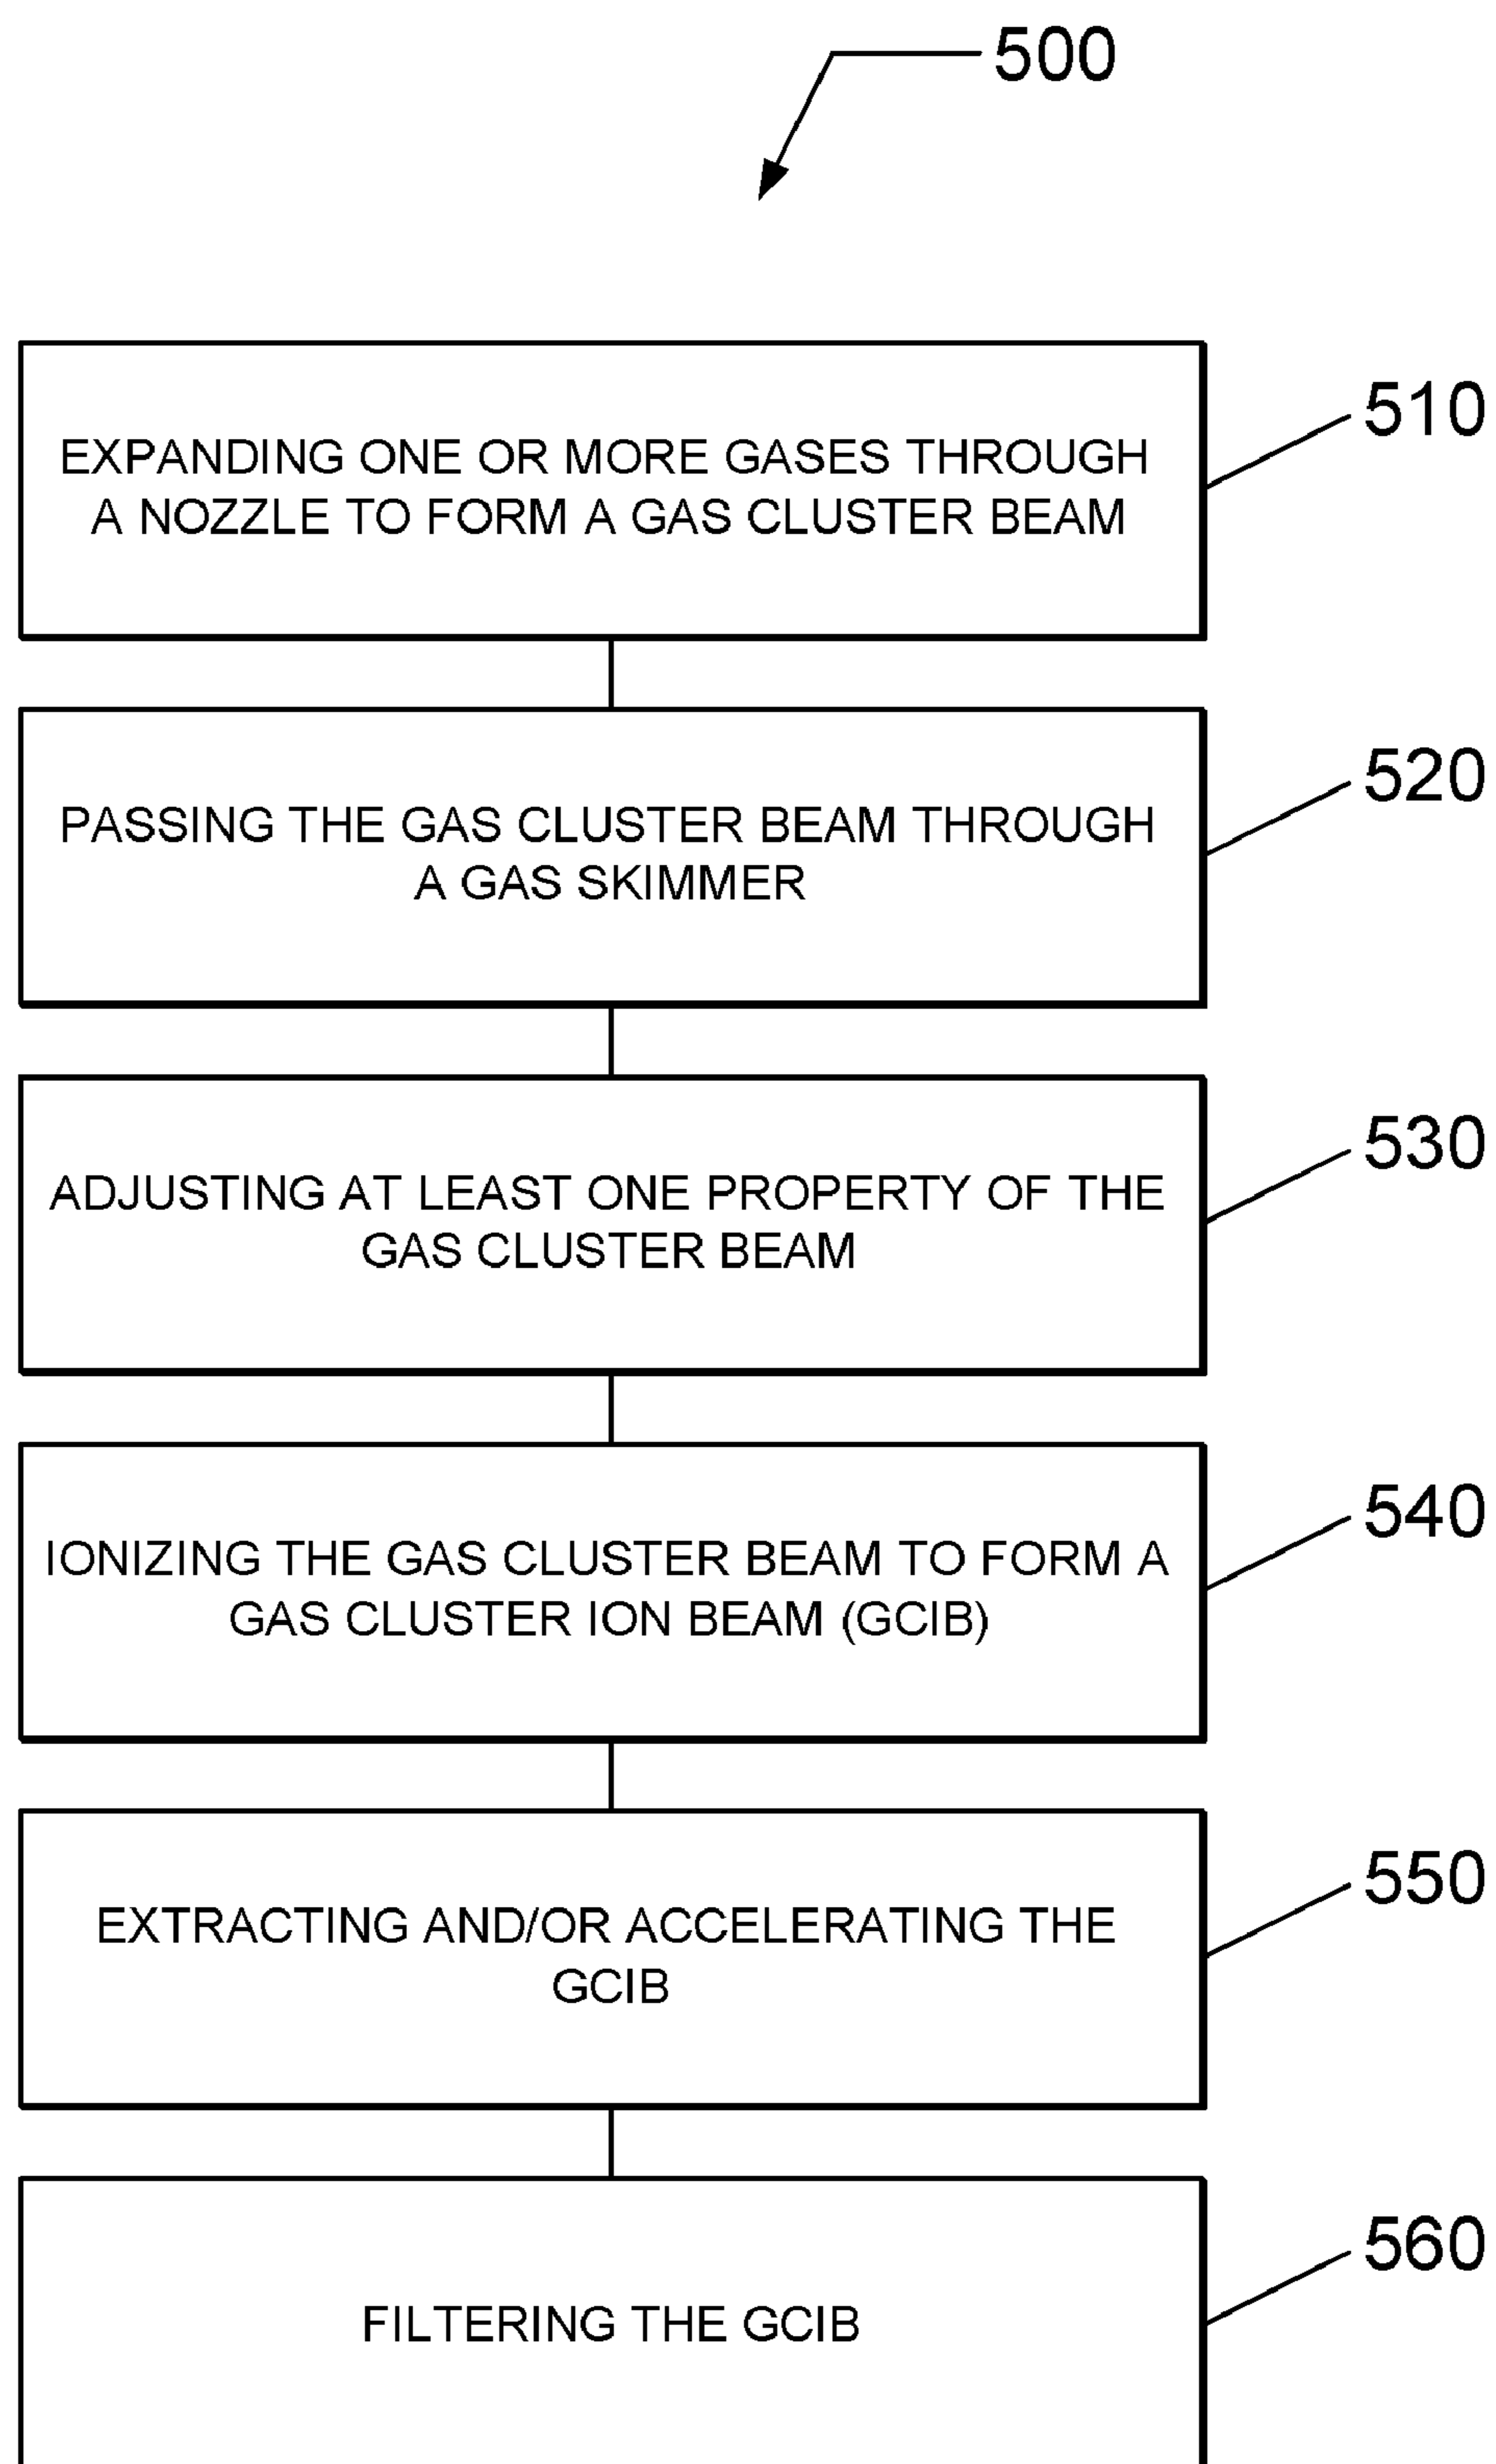 500
EXPANDING ONE OR MORE GASES THROUGH
A NOZZLE TO FORM A GAS CLUSTER BEAM
510
PASSING THE GAS CLUSTER BEAM THROUGH
A GAS SKIMMER
520
ADJUSTING AT LEAST ONE PROPERTY OF THE
GAS CLUSTER BEAM
530
IONIZING THE GAS CLUSTER BEAM TO FORM A
GAS CLUSTER ION BEAM (GCIB)
540
EXTRACTING AND/OR ACCELERATING THE
GCIB
550
FILTERING THE GCIB
560